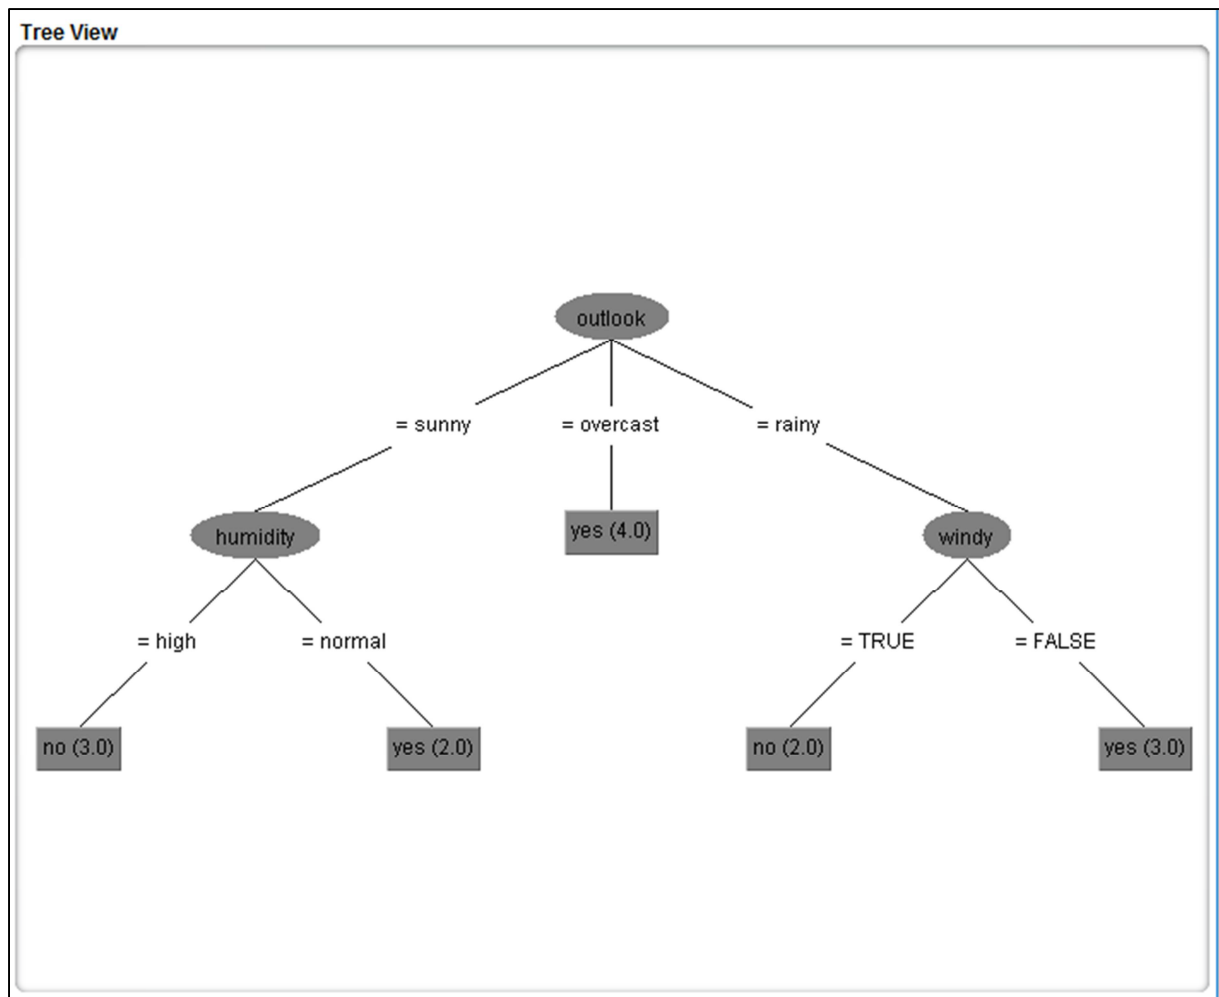 Tree View
outlook
= sunny
= overcast
= rainy
humidity
yes (4.0)
windy
= high
= normal
= TRUE
= FALSE
no (3.0)
yes (2.0)
no (2.0)
yes (3.0)